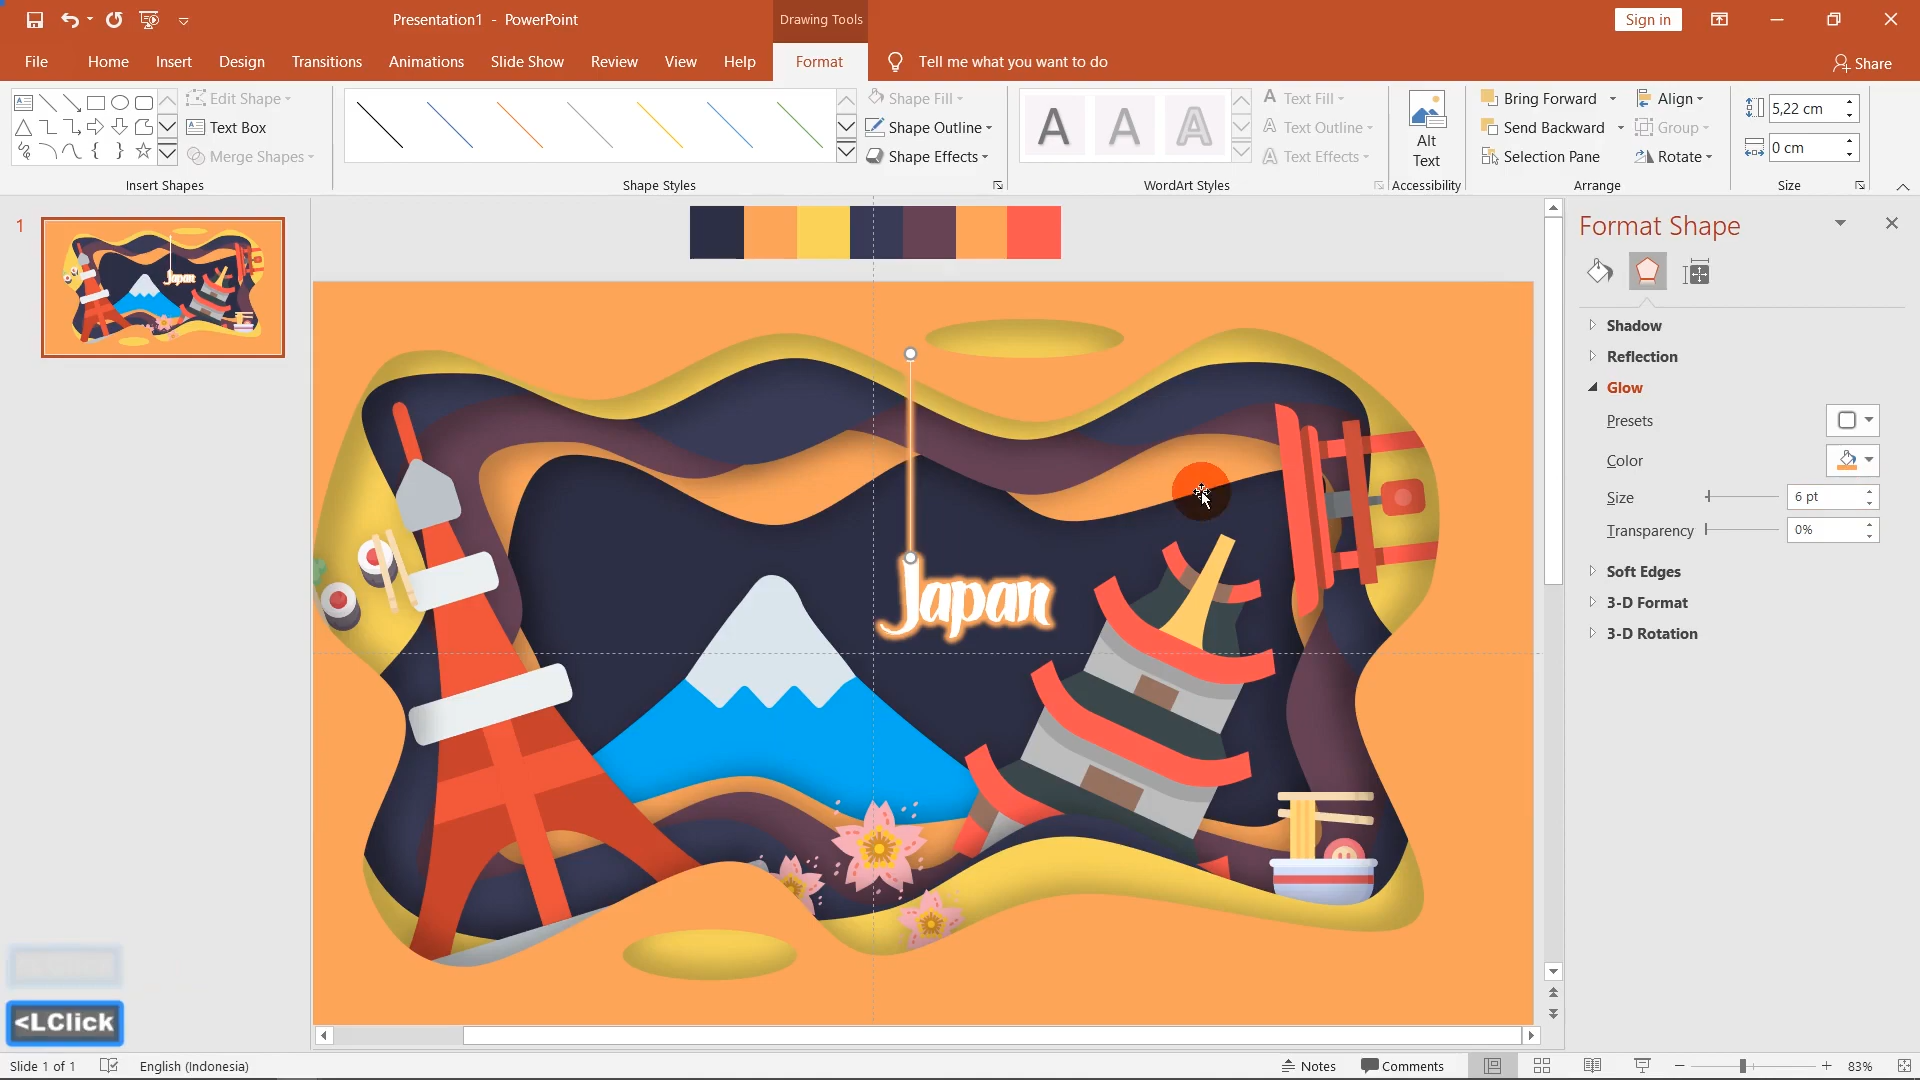 Presentation1 - PowerPoint
Drawing Tools
Sign in
File
Home
Insert
Design
Transitions
Animations
Slide Show
Review
View
Help
Format
Tell me what you want to do
Share
Edit Shape
Text Box
Merge Shapes
Insert Shapes
Shape Fill
Shape Outline
Shape Effects
Shape Styles
A A A
Text Fill
Text Outline
Text Effects
WordArt Styles
Alt
Text
Accessibility
Bring Forward
Send Backward
Selection Pane
Align
Group
Rotate
Arrange
5,22 cm
0 cm
Size
1
Japan
Japan
Format Shape
Shadow
Reflection
Glow
Presets
Color
Size
6 pt
Transparency
0%
Soft Edges
3-D Format
3-D Rotation
<LClick
Slide 1 of 1
English (Indonesia)
Notes
Comments
83%